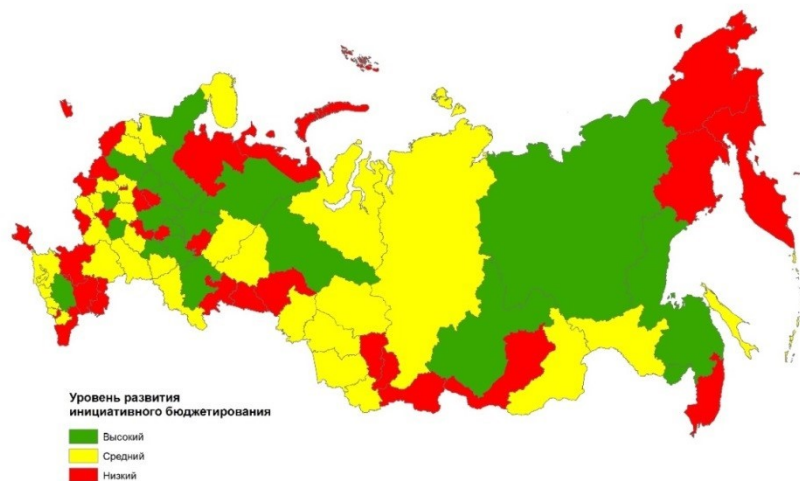 Уровень развития
инициативного бюджетирования
Высокий
Средний
Низкий